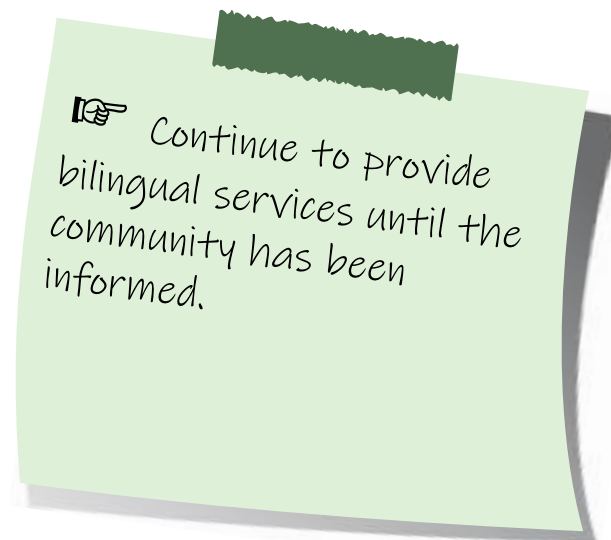 ☞ Continue to provide
bilingual services until the
community has been
informed.